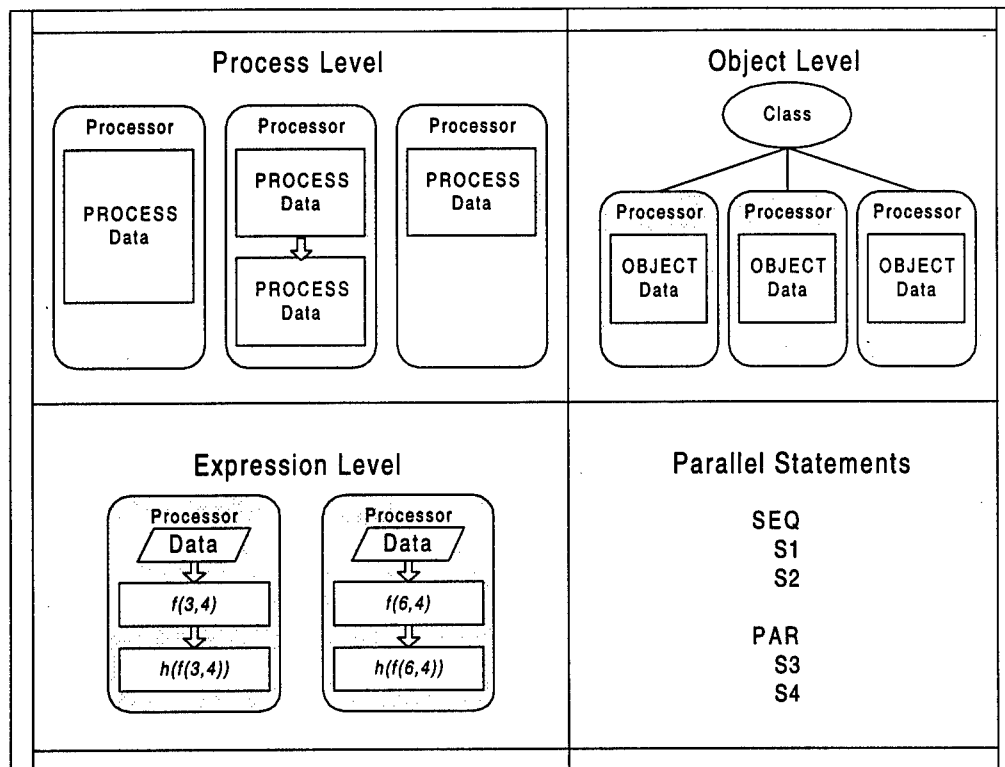 Process Level
Processor
PROCESS
Data
Processor
PROCESS
Data
PROCESS
Data
Processor
PROCESS
Data
Object Level
Class
Processor
OBJECT
Data
Processor
OBJECT
Data
Processor
OBJECT
Data
Expression Level
Processor
Data
f(3,4)
h(f(3,4))
Processor
Data
f(6,4)
h(f(6,4))
Parallel Statements
SEQ
S1
S2
PAR
S3
S4